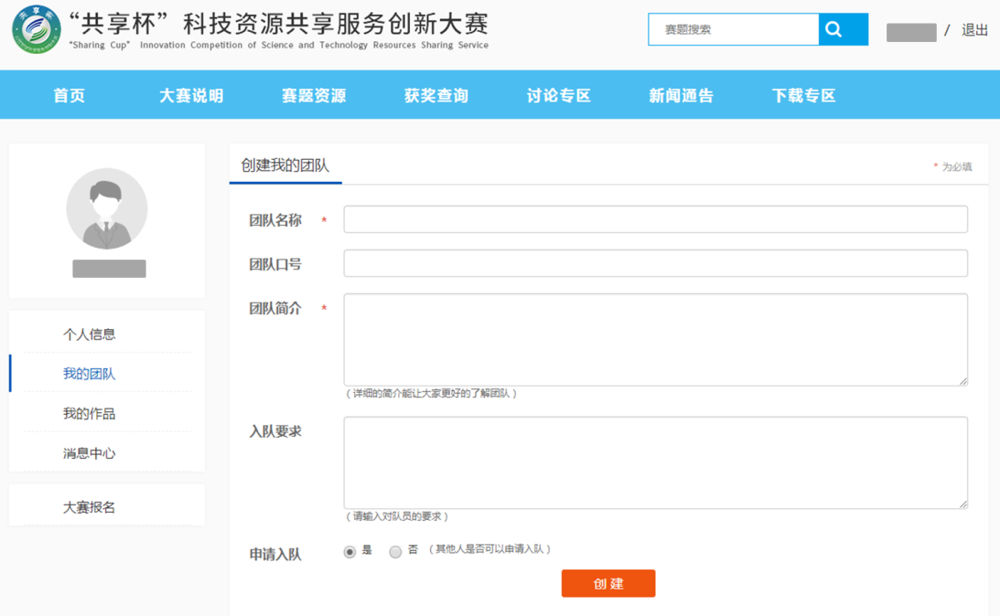 “共享杯”科技资源共享服务创新大赛
"Sharing Cup" Innovation Competition of Science and Technology Resources Sharing Service
赛题搜索
/ 退出
首页 大赛说明 赛题资源 获奖查询 讨论专区 新闻通告 下载专区
创建我的团队
* 为必填
团队名称 *
团队口号
团队简介 *
(详细的简介能让大家更好的了解团队)
入队要求
(请输入对队员的要求)
申请入队 是 否 (其他人是否可以申请入队)
创 建
个人信息
我的团队
我的作品
消息中心
大赛报名